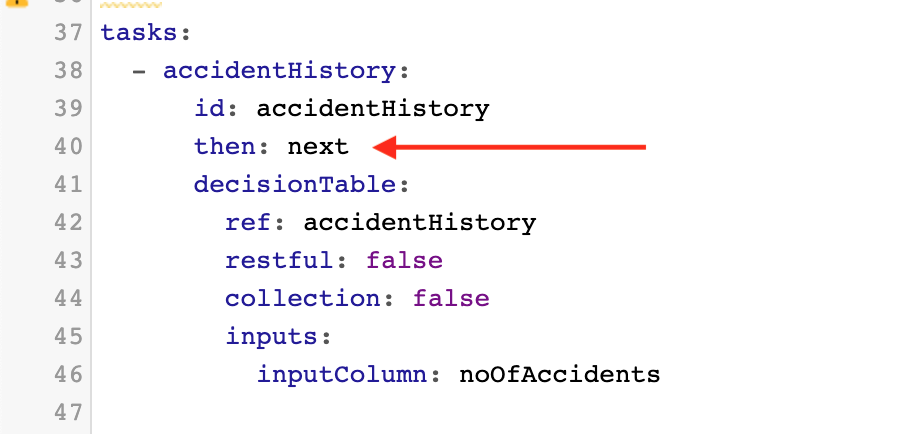 37 tasks:
38   - accidentHistory:
39       id: accidentHistory
40       then: next
41       decisionTable:
42         ref: accidentHistory
43         restful: false
44         collection: false
45         inputs:
46           inputColumn: noOfAccidents
47